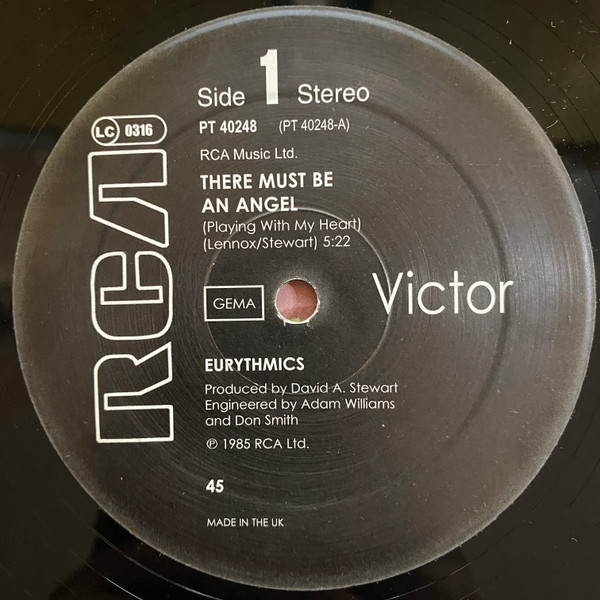 Side 1 Stereo
LC 0316
PT 40248 (PT 40248-A)
RCA Music Ltd.
THERE MUST BE
AN ANGEL
(Playing With My Heart)
(Lennox/Stewart) 5:22
RCA
GEMA
Victor
EURYTHMICS
Produced by David A. Stewart
Engineered by Adam Williams
and Don Smith
℗ 1985 RCA Ltd.
45
MADE IN THE UK